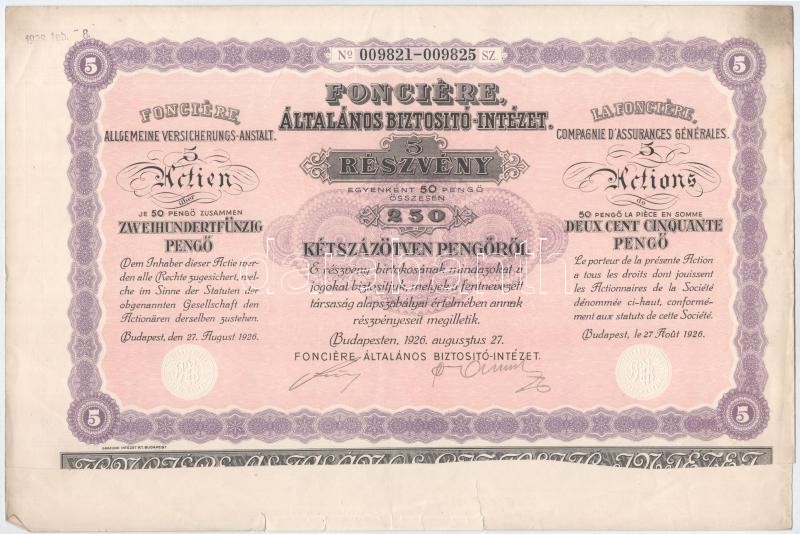 1928 feb. 8.
5
5
Nº 009821-009825 SZ.
FONCIÈRE,
ÁLTALÁNOS BIZTOSITÓ-INTÉZET.
5
RÉSZVÉNY
EGYENKÉNT 50 PENGŐ
ÖSSZESEN
250
KÉTSZÁZÖTVEN PENGŐRŐL
E részvény birtokosának mindazokat a
jogokat biztosítjuk, melyek a fentnevezett
társaság alapszabályai értelmében annak
részvényeseit megilletik.
Budapesten, 1926. augusztus 27.
FONCIÈRE ÁLTALÁNOS BIZTOSITÓ-INTÉZET.
FONCIÈRE,
ALLGEMEINE VERSICHERUNGS-ANSTALT.
5
Actien
über
JE 50 PENGŐ ZUSAMMEN
ZWEIHUNDERTFÜNZIG
PENGŐ
Dem Inhaber dieser Actie wer-
den alle Rechte zugesichert, wel-
che im Sinne der Statuten der
obgenannten Gesellschaft den
Actionären derselben zustehen.
Budapest, den 27. August 1926.
LA FONCIÈRE,
COMPAGNIE D'ASSURANCES GÉNÉRALES.
5
Actions
de
50 PENGŐ LA PIÈCE EN SOMME
DEUX CENT CINQUANTE
PENGŐ
Le porteur de la présente Action
a tous les droits dont jouissent
les Actionnaires de la Société
dénommée ci-haut, conformé-
ment aux statuts de cette Société.
Budapest, le 27 Août 1926.
5
5
GRAFIKAI INTÉZET R.T. BUDAPEST
FONCIÈRE ÁLTALÁNOS BIZTOSITÓ INTÉZET